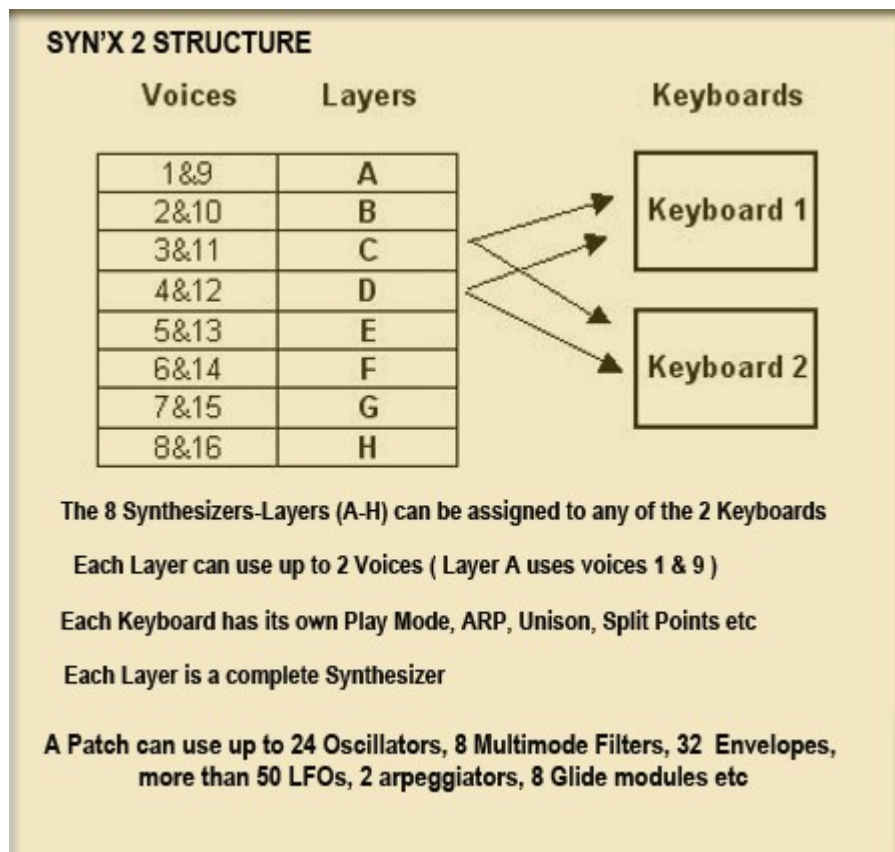 SYN'X 2 STRUCTURE
Voices Layers Keyboards
1&9 A
2&10 B
3&11 C
4&12 D
5&13 E
6&14 F
7&15 G
8&16 H
Keyboard 1
Keyboard 2
The 8 Synthesizers-Layers (A-H) can be assigned to any of the 2 Keyboards
Each Layer can use up to 2 Voices ( Layer A uses voices 1 & 9 )
Each Keyboard has its own Play Mode, ARP, Unison, Split Points etc
Each Layer is a complete Synthesizer
A Patch can use up to 24 Oscillators, 8 Multimode Filters, 32 Envelopes,
more than 50 LFOs, 2 arpeggiators, 8 Glide modules etc